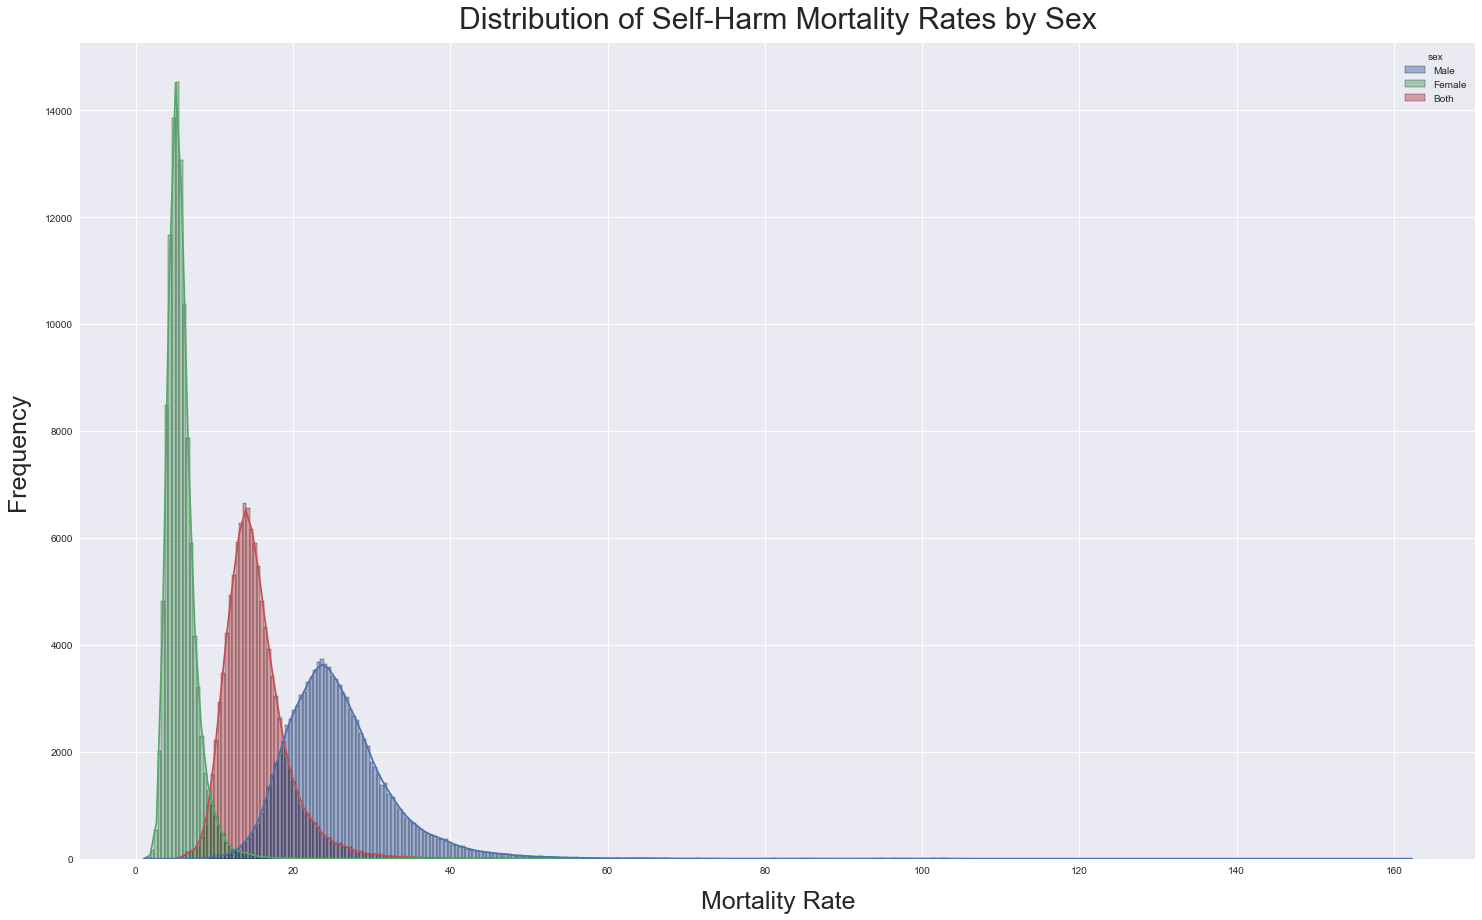 Distribution of Self-Harm Mortality Rates by Sex
sex
Male
Female
Both
14000
12000
10000
8000
6000
4000
2000
0
Frequency
0 20 40 60 80 100 120 140 160
Mortality Rate